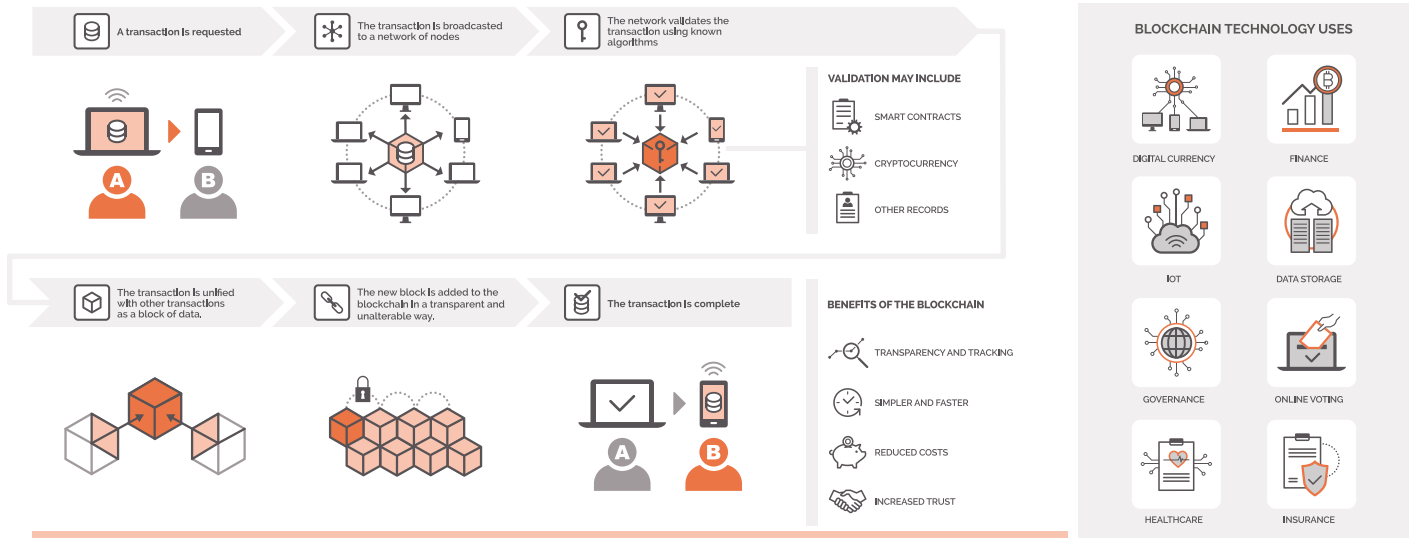 A transaction is requested
The transaction is broadcasted
to a network of nodes
The network validates the
transaction using known
algorithms
A
B
VALIDATION MAY INCLUDE
SMART CONTRACTS
CRYPTOCURRENCY
OTHER RECORDS
The transaction is unified
with other transactions
as a block of data.
The new block is added to the
blockchain in a transparent and
unalterable way.
The transaction is complete
A
B
BENEFITS OF THE BLOCKCHAIN
TRANSPARENCY AND TRACKING
SIMPLER AND FASTER
REDUCED COSTS
INCREASED TRUST
BLOCKCHAIN TECHNOLOGY USES
DIGITAL CURRENCY
FINANCE
IOT
DATA STORAGE
GOVERNANCE
ONLINE VOTING
HEALTHCARE
INSURANCE